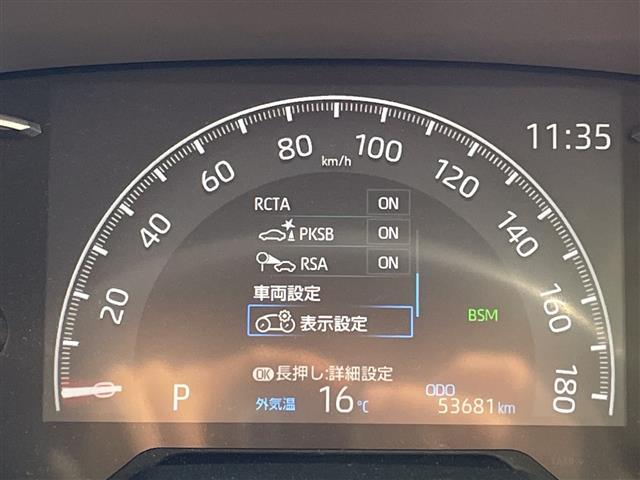 11:35
0
20
40
60
80
km/h
100
120
140
160
180
RCTA ON
PKSB ON
RSA ON
車両設定
表示設定
BSM
OK長押し:詳細設定
P
外気温 16℃
ODO
53681km